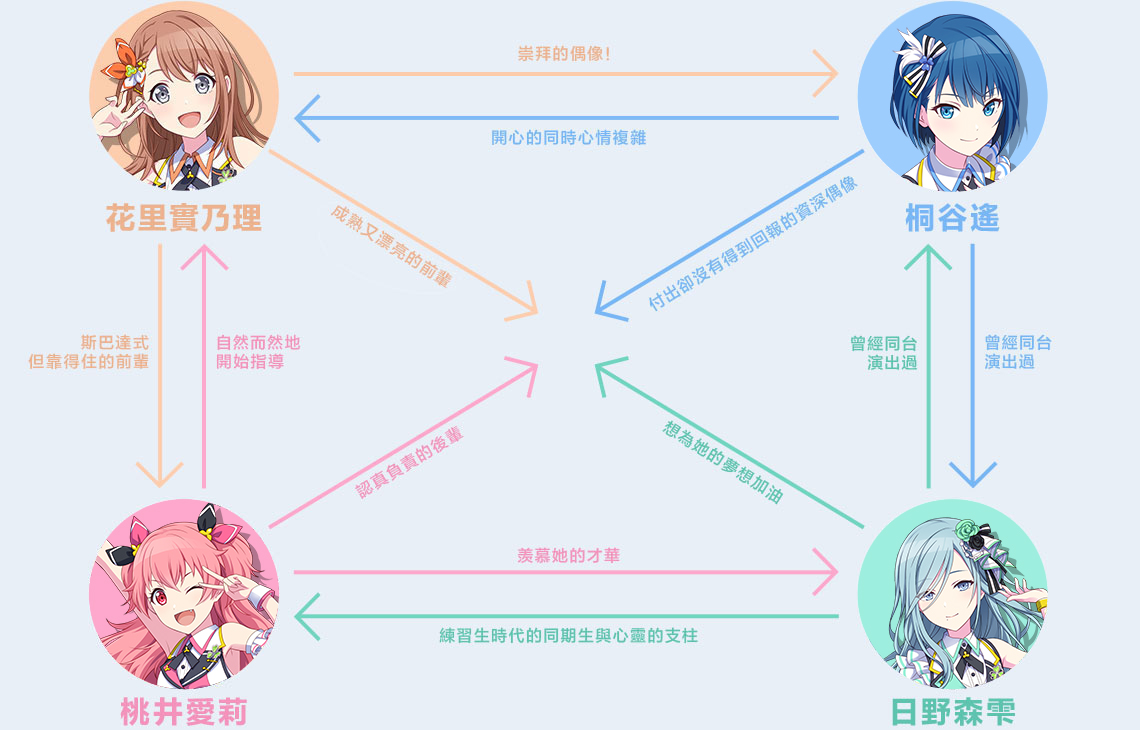 崇拜的偶像！
開心的同時心情複雜
花里實乃理
桐谷遙
成熟又漂亮的前輩
付出卻沒有得到回報的資深偶像
斯巴達式
但靠得住的前輩
自然而然地
開始指導
曾經同台
演出過
曾經同台
演出過
認真負責的後輩
想為她的夢想加油
羨慕她的才華
練習生時代的同期生與心靈的支柱
桃井愛莉
日野森雫